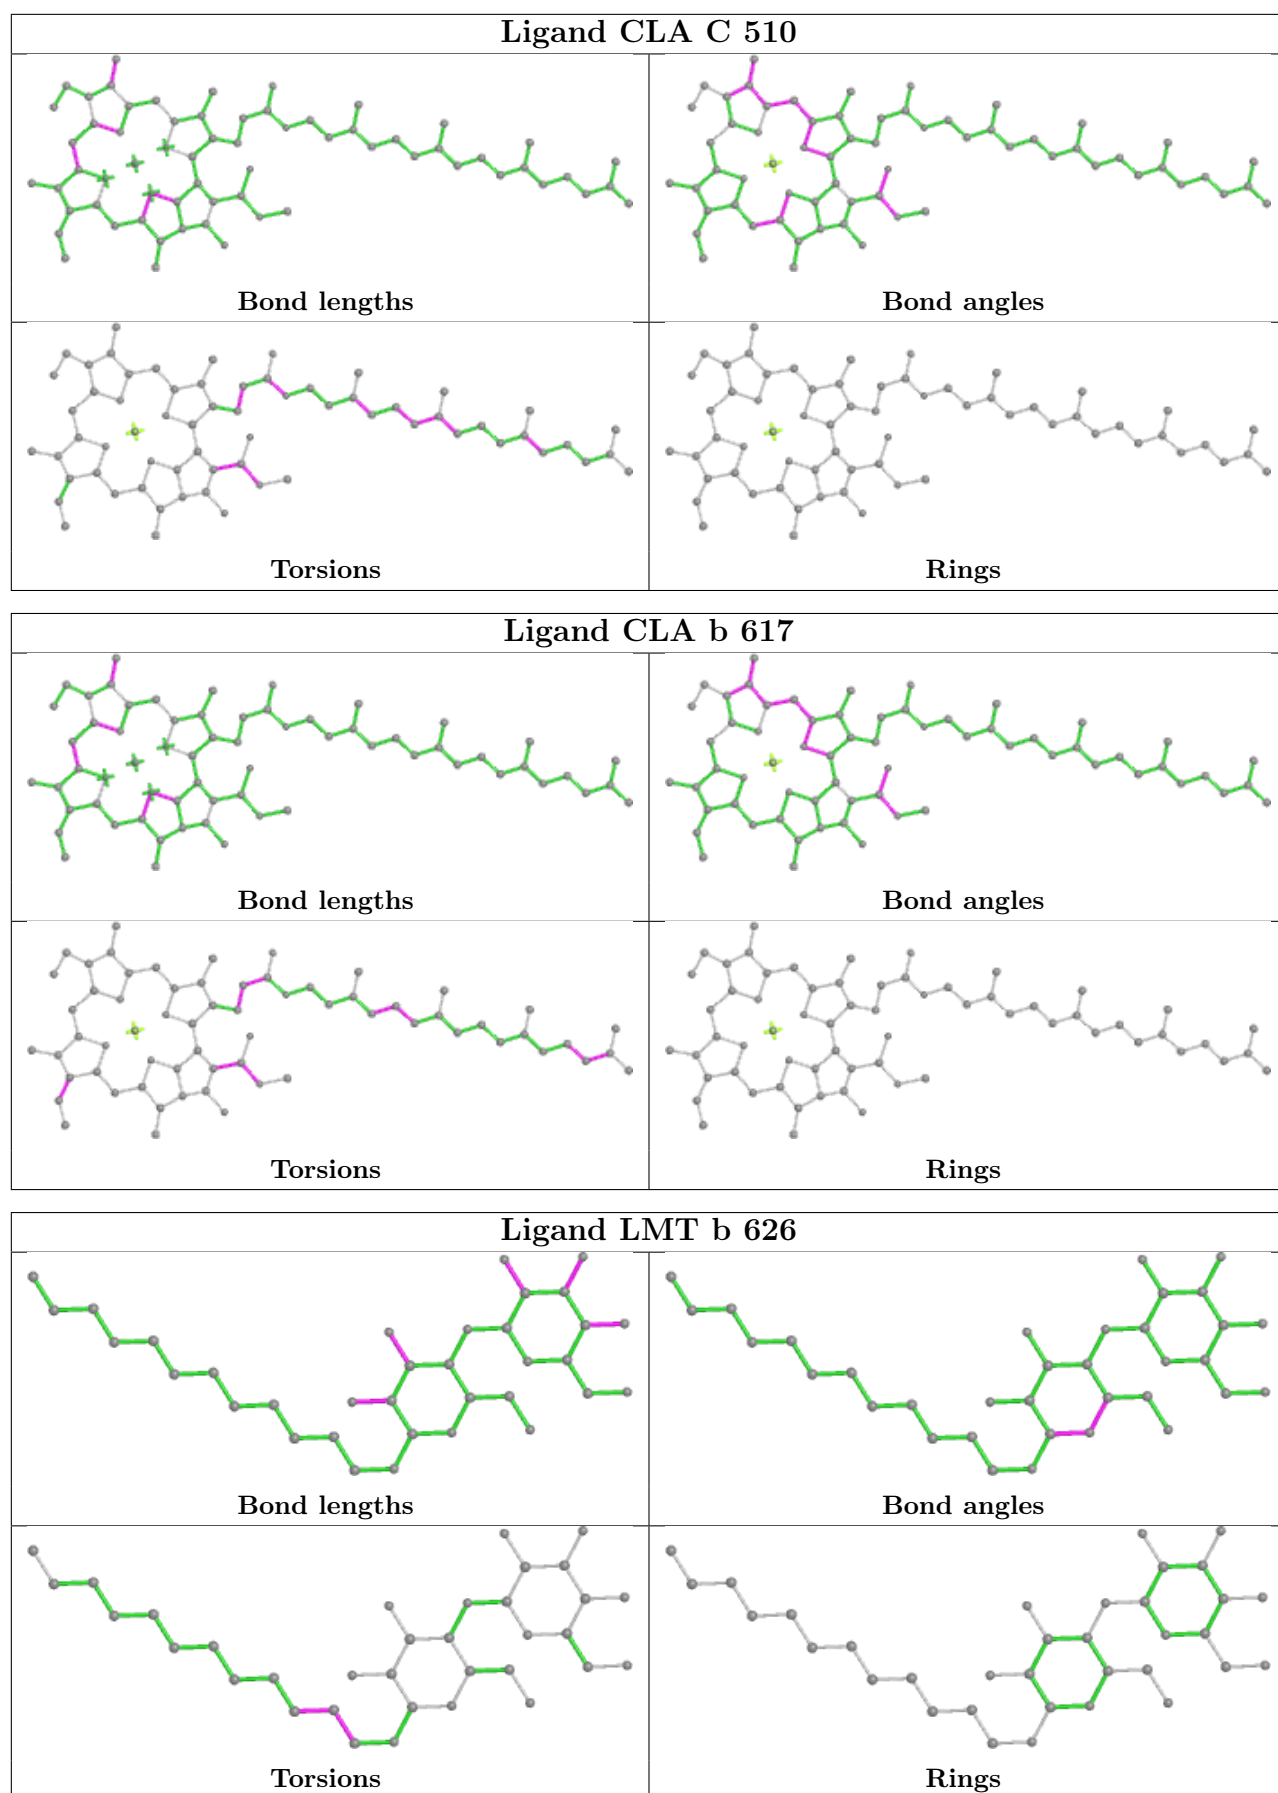 Ligand CLA C 510
Bond lengths
Bond angles
Torsions
Rings
Ligand CLA b 617
Bond lengths
Bond angles
Torsions
Rings
Ligand LMT b 626
Bond lengths
Bond angles
Torsions
Rings